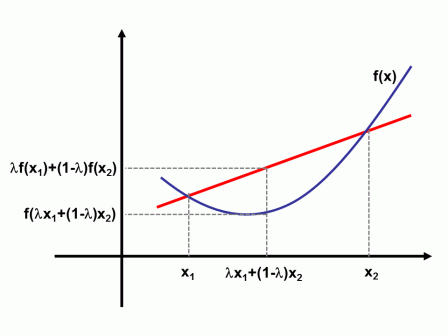 f(x)
λf(x₁)+(1-λ)f(x₂)
f(λx₁+(1-λ)x₂)
x₁ λx₁+(1-λ)x₂ x₂